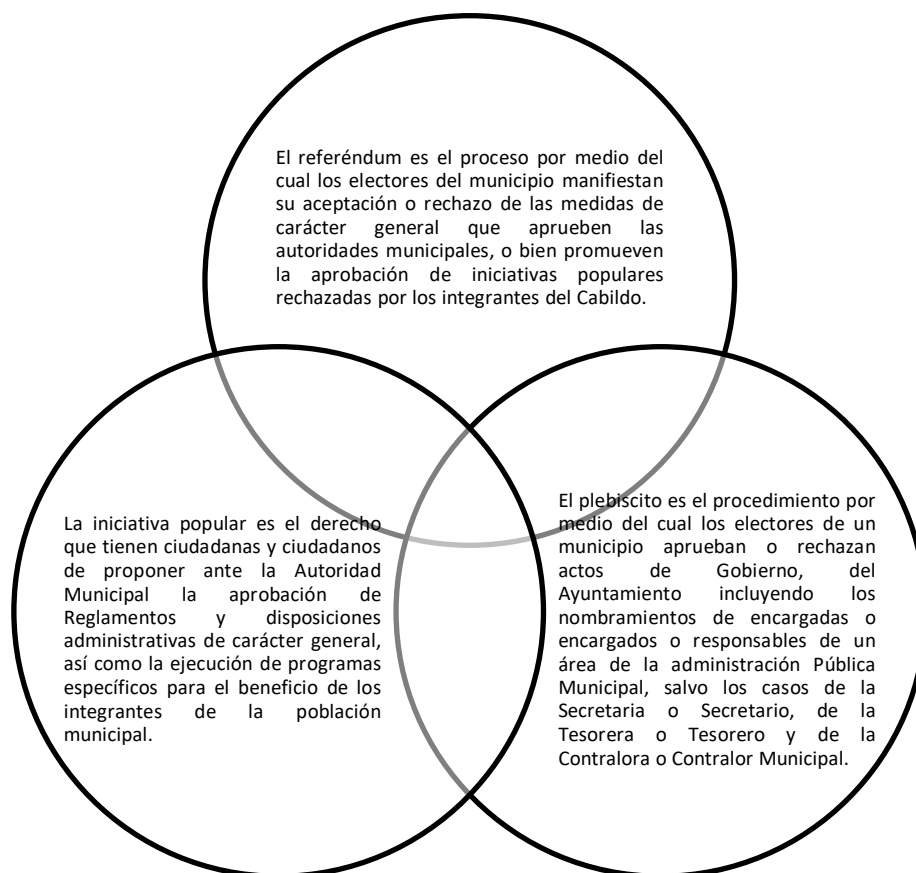 El referéndum es el proceso por medio del
cual los electores del municipio manifiestan
su aceptación o rechazo de las medidas de
carácter general que aprueben las
autoridades municipales, o bien promueven
la aprobación de iniciativas populares
rechazadas por los integrantes del Cabildo.
La iniciativa popular es el derecho
que tienen ciudadanas y ciudadanos
de proponer ante la Autoridad
Municipal la aprobación de
Reglamentos y disposiciones
administrativas de carácter general,
así como la ejecución de programas
específicos para el beneficio de los
integrantes de la población
municipal.
El plebiscito es el procedimiento por
medio del cual los electores de un
municipio aprueban o rechazan
actos de Gobierno, del
Ayuntamiento incluyendo los
nombramientos de encargadas o
encargados o responsables de un
área de la administración Pública
Municipal, salvo los casos de la
Secretaria o Secretario, de la
Tesorera o Tesorero y de la
Contralora o Contralor Municipal.